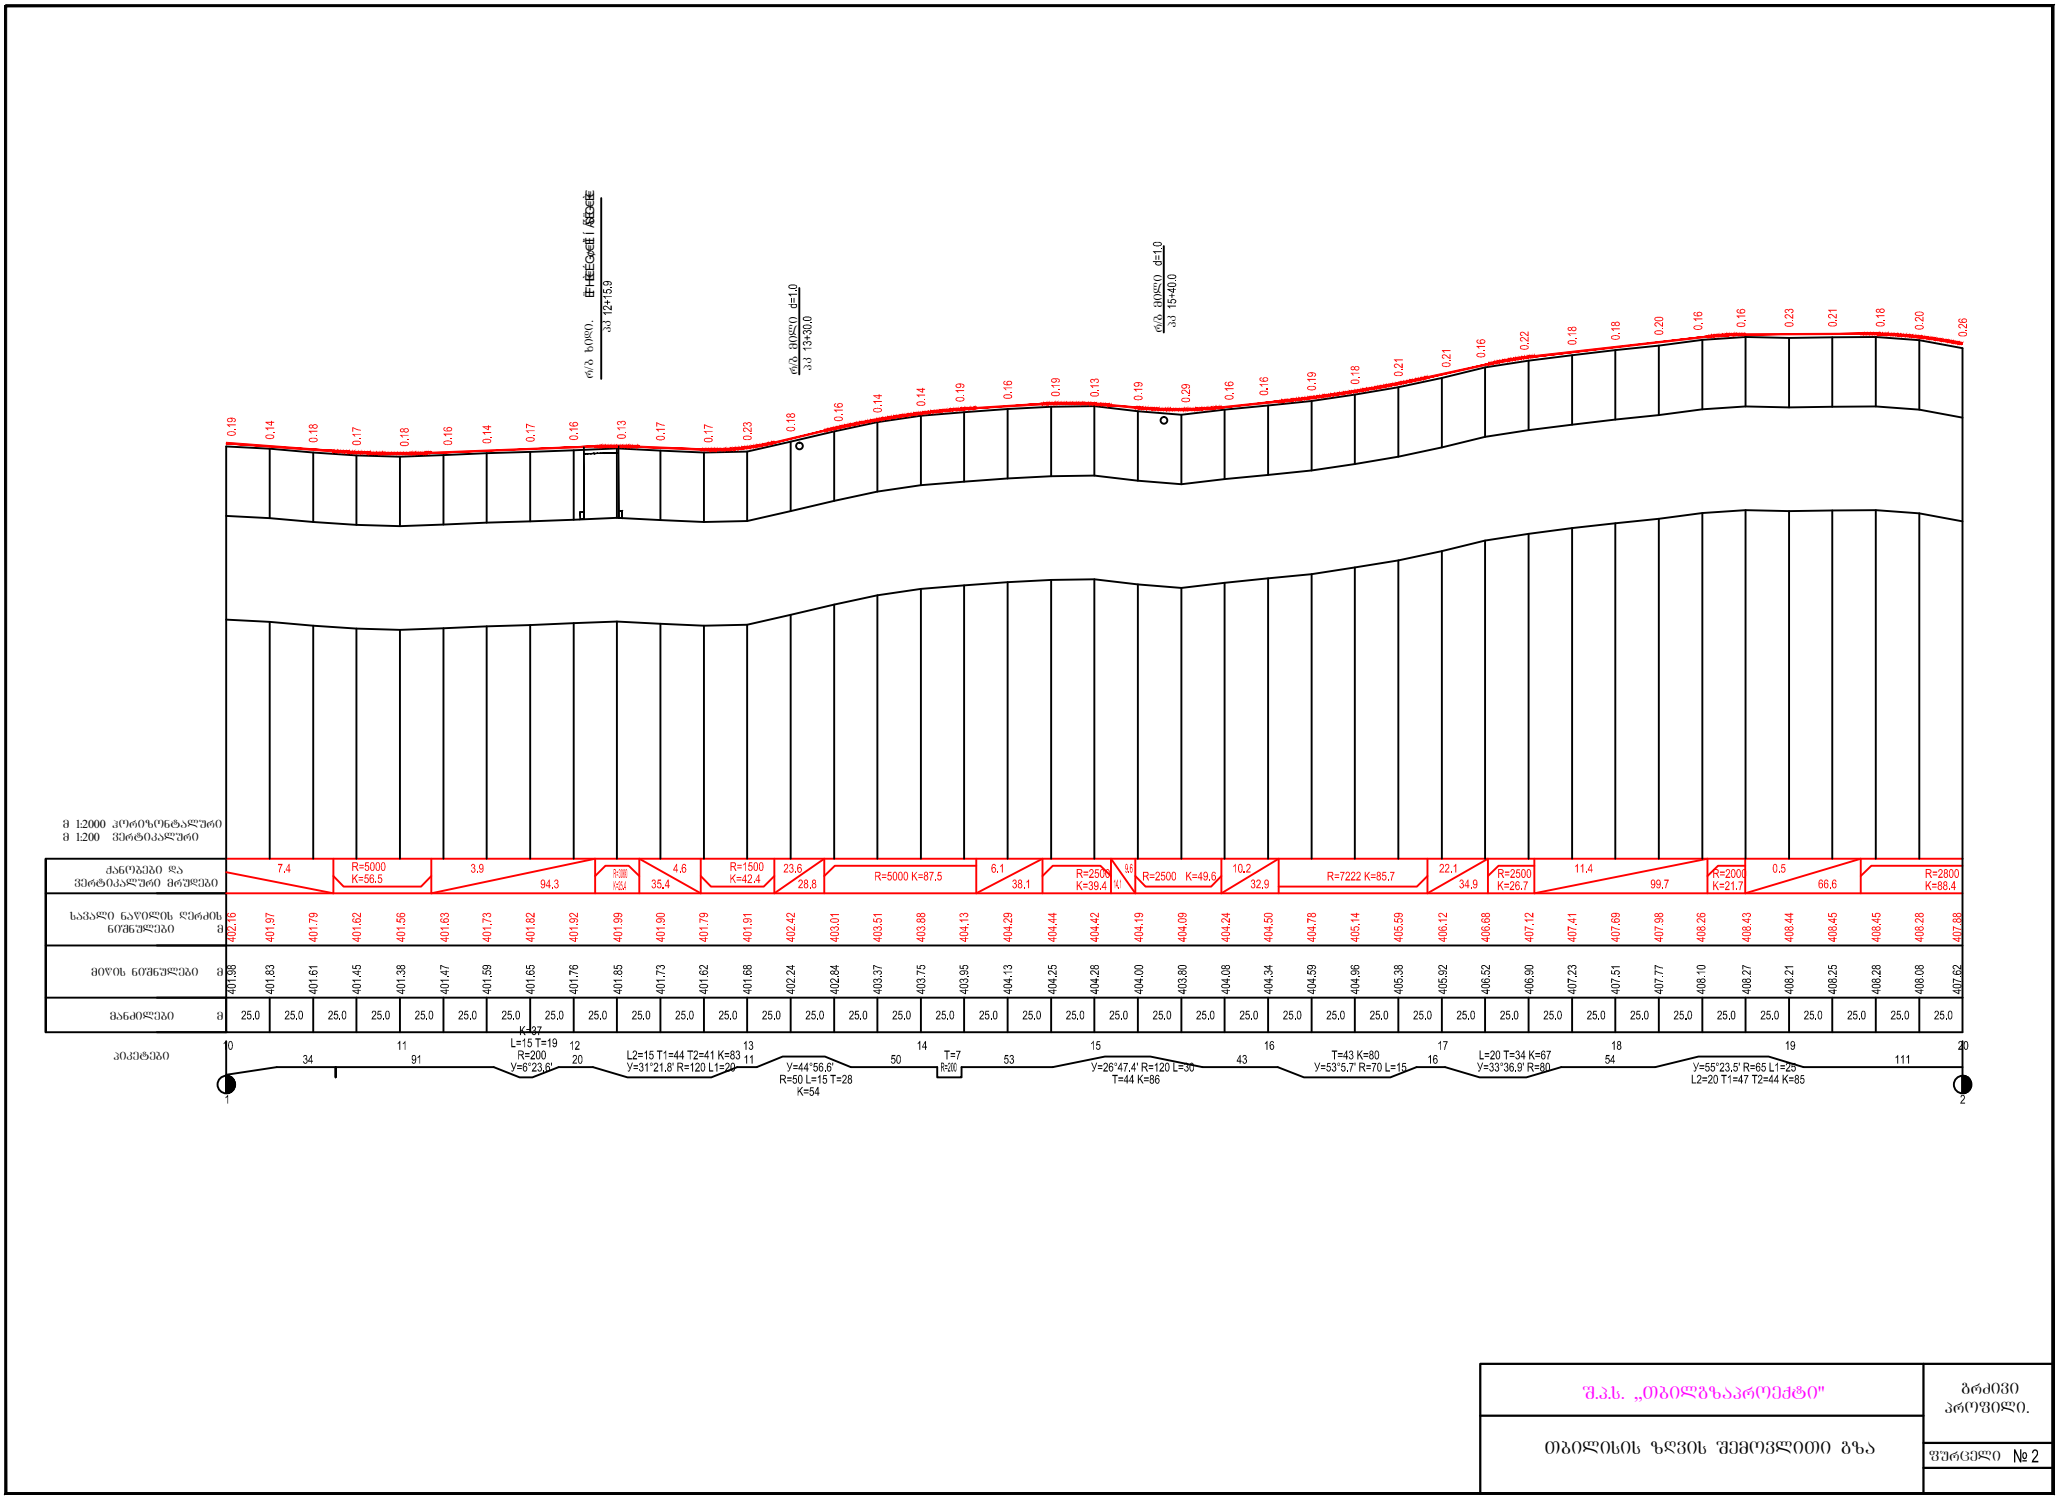 რ/ბ ხიდი.
პკ 12+15.9
რ/ბ მილი d=1.0
პკ 13+30.0
რ/ბ მილი d=1.0
პკ 15+40.0
0.19 0.14 0.18 0.17 0.18 0.16 0.14 0.17 0.16 0.13 0.17 0.17 0.23 0.18 0.16 0.14 0.14 0.19 0.16 0.19 0.13 0.19 0.29 0.16 0.16 0.19 0.18 0.21 0.21 0.16 0.22 0.18 0.18 0.20 0.16 0.16 0.23 0.21 0.18 0.20 0.26
მ 1:2000 ჰორიზონტალური
მ 1:200 ვერტიკალური
ქანობები და
ვერტიკალური მრუდები
7,4 R=5000 3.9 4,6 R=1500 23.6 6.1 R=2500 9,6 10,2 22,1 R=2500 11,4 R=2000 0.5 R=2800
K=56.5 94,3 35,4 K=42.4 28,8 R=5000 K=87,5 38,1 K=39.4 R=2500 K=49,6 32,9 R=7222 K=85,7 34,9 K=26.7 99,7 K=21.7 66,6 K=88.4
სავალი ნაწილის ღერძის
ნიშნულები მ
402.16 401.97 401.79 401.62 401.56 401.63 401.73 401.82 401.92 401.99 401.90 401.79 401.91 402.42 403.01 403.51 403.88 404.13 404.29 404.44 404.42 404.19 404.09 404.24 404.50 404.78 405.14 405.59 406.12 406.68 407.12 407.41 407.69 407.98 408.26 408.43 408.44 408.45 408.45 408.28 407.88
მიწის ნიშნულები მ
401.98 401.83 401.61 401.45 401.38 401.47 401.59 401.65 401.76 401.85 401.73 401.62 401.68 402.24 402.84 403.37 403.75 403.95 404.13 404.25 404.28 404.00 403.80 404.08 404.34 404.59 404.96 405.38 405.92 406.52 406.90 407.23 407.51 407.77 408.10 408.27 408.21 408.25 408.28 408.08 407.62
მანძილები მ
25.0 25.0 25.0 25.0 25.0 25.0 25.0 25.0 25.0 25.0 25.0 25.0 25.0 25.0 25.0 25.0 25.0 25.0 25.0 25.0 25.0 25.0 25.0 25.0 25.0 25.0 25.0 25.0 25.0 25.0 25.0 25.0 25.0 25.0 25.0 25.0 25.0 25.0 25.0 25.0
პიკეტები
10 11 12 13 14 15 16 17 18 19 20
34 91 20 11 50 53 43 16 54 111
K=37
L=15 T=19
R=200
У=6°23,6'
L2=15 T1=44 T2=41 K=83
У=31°21.8' R=120 L1=20
У=44°56.6'
R=50 L=15 T=28
K=54
T=7
R=200
У=26°47.4' R=120 L=30
T=44 K=86
T=43 K=80
У=53°5.7' R=70 L=15
L=20 T=34 K=67
У=33°36.9' R=80
У=55°23.5' R=65 L1=25
L2=20 T1=47 T2=44 K=85
1
2
შ.პ.ს. „თბილგზაპროექტი"
გრძივი
პროფილი.
თბილისის ზღვის შემოვლითი გზა
ფურცელი № 2